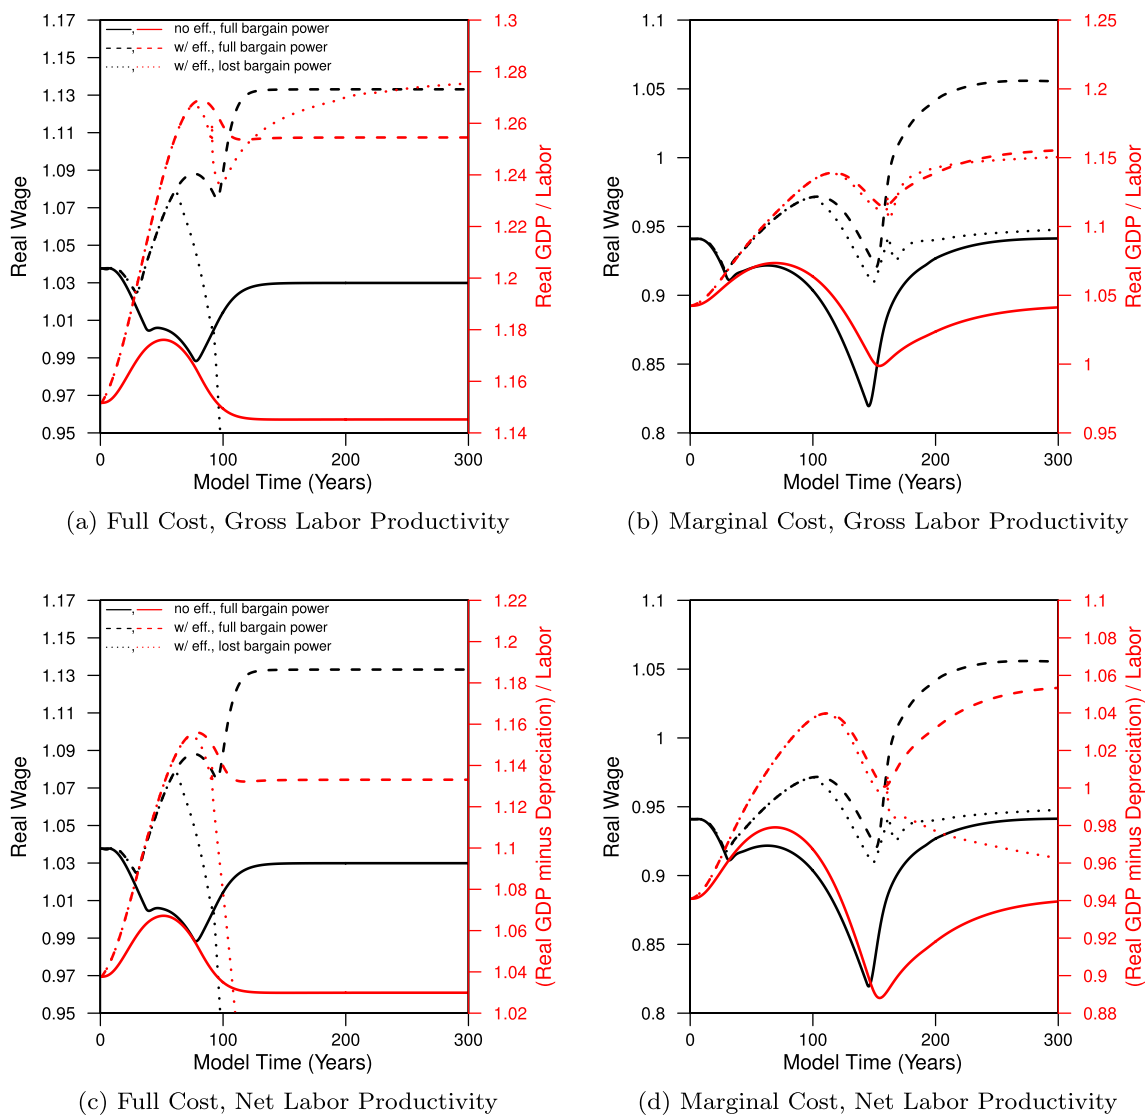 1.17
1.15
1.13
1.11
1.09
1.07
1.05
1.03
1.01
0.99
0.97
0.95
Real Wage
no eff., full bargain power
w/ eff., full bargain power
w/ eff., lost bargain power
1.3
1.28
1.26
1.24
1.22
1.2
1.18
1.16
1.14
Real GDP / Labor
0 100 200 300
Model Time (Years)
(a) Full Cost, Gross Labor Productivity
1.1
1.05
1
0.95
0.9
0.85
0.8
Real Wage
1.25
1.2
1.15
1.1
1.05
1
0.95
Real GDP / Labor
0 100 200 300
Model Time (Years)
(b) Marginal Cost, Gross Labor Productivity
1.17
1.15
1.13
1.11
1.09
1.07
1.05
1.03
1.01
0.99
0.97
0.95
Real Wage
no eff., full bargain power
w/ eff., full bargain power
w/ eff., lost bargain power
1.22
1.2
1.18
1.16
1.14
1.12
1.1
1.08
1.06
1.04
1.02
(Real GDP minus Depreciation) / Labor
0 100 200 300
Model Time (Years)
(c) Full Cost, Net Labor Productivity
1.1
1.05
1
0.95
0.9
0.85
0.8
Real Wage
1.1
1.08
1.06
1.04
1.02
1
0.98
0.96
0.94
0.92
0.9
0.88
(Real GDP minus Depreciation) / Labor
0 100 200 300
Model Time (Years)
(d) Marginal Cost, Net Labor Productivity